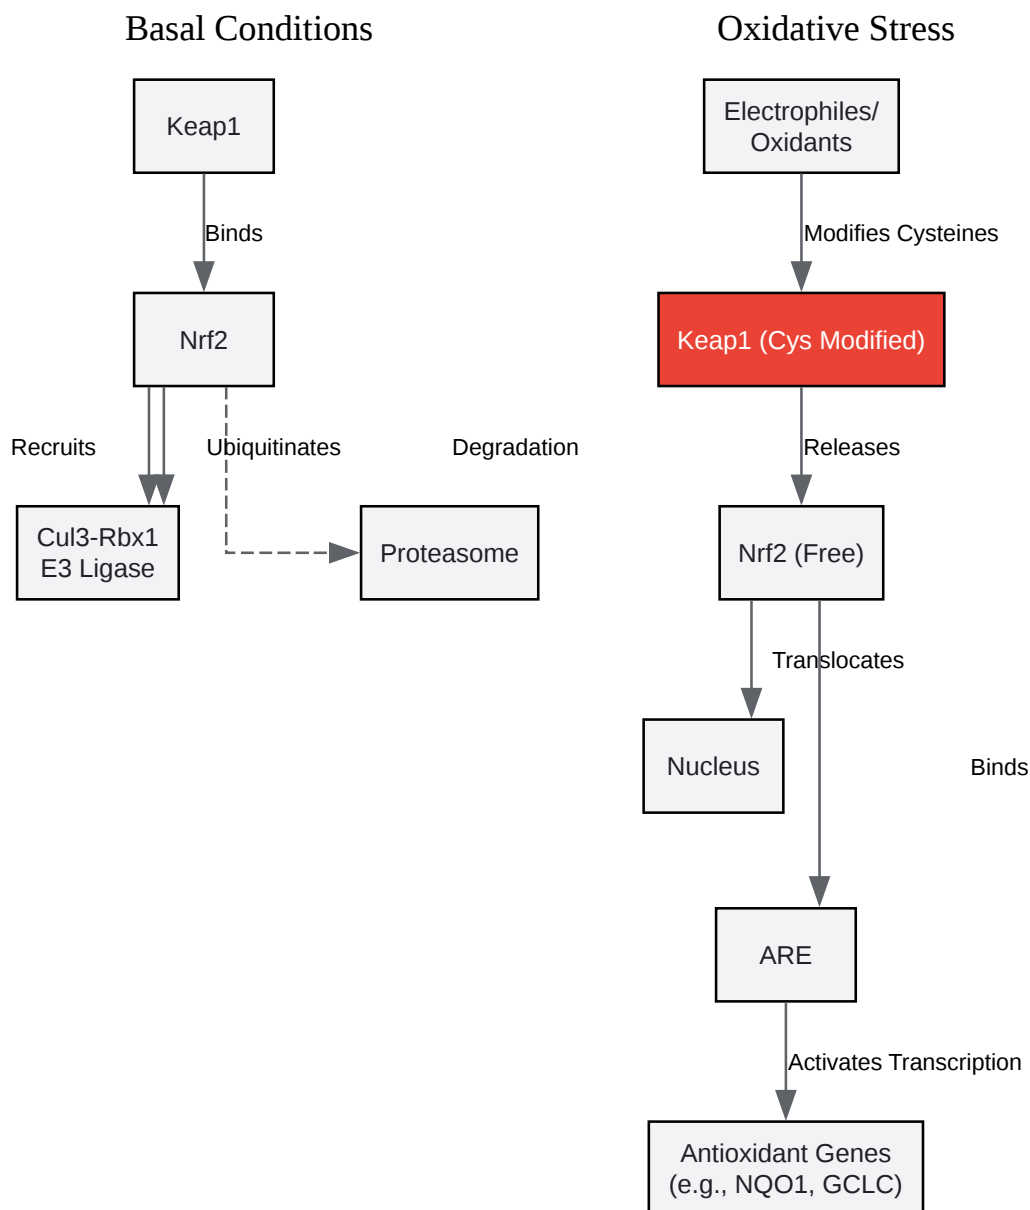 Basal Conditions
Keap1
Binds
Nrf2
Recruits
Ubiquitinates
Degradation
Cul3-Rbx1
E3 Ligase
Proteasome
Oxidative Stress
Electrophiles/
Oxidants
Modifies Cysteines
Keap1 (Cys Modified)
Releases
Nrf2 (Free)
Translocates
Nucleus
Binds
ARE
Activates Transcription
Antioxidant Genes
(e.g., NQO1, GCLC)